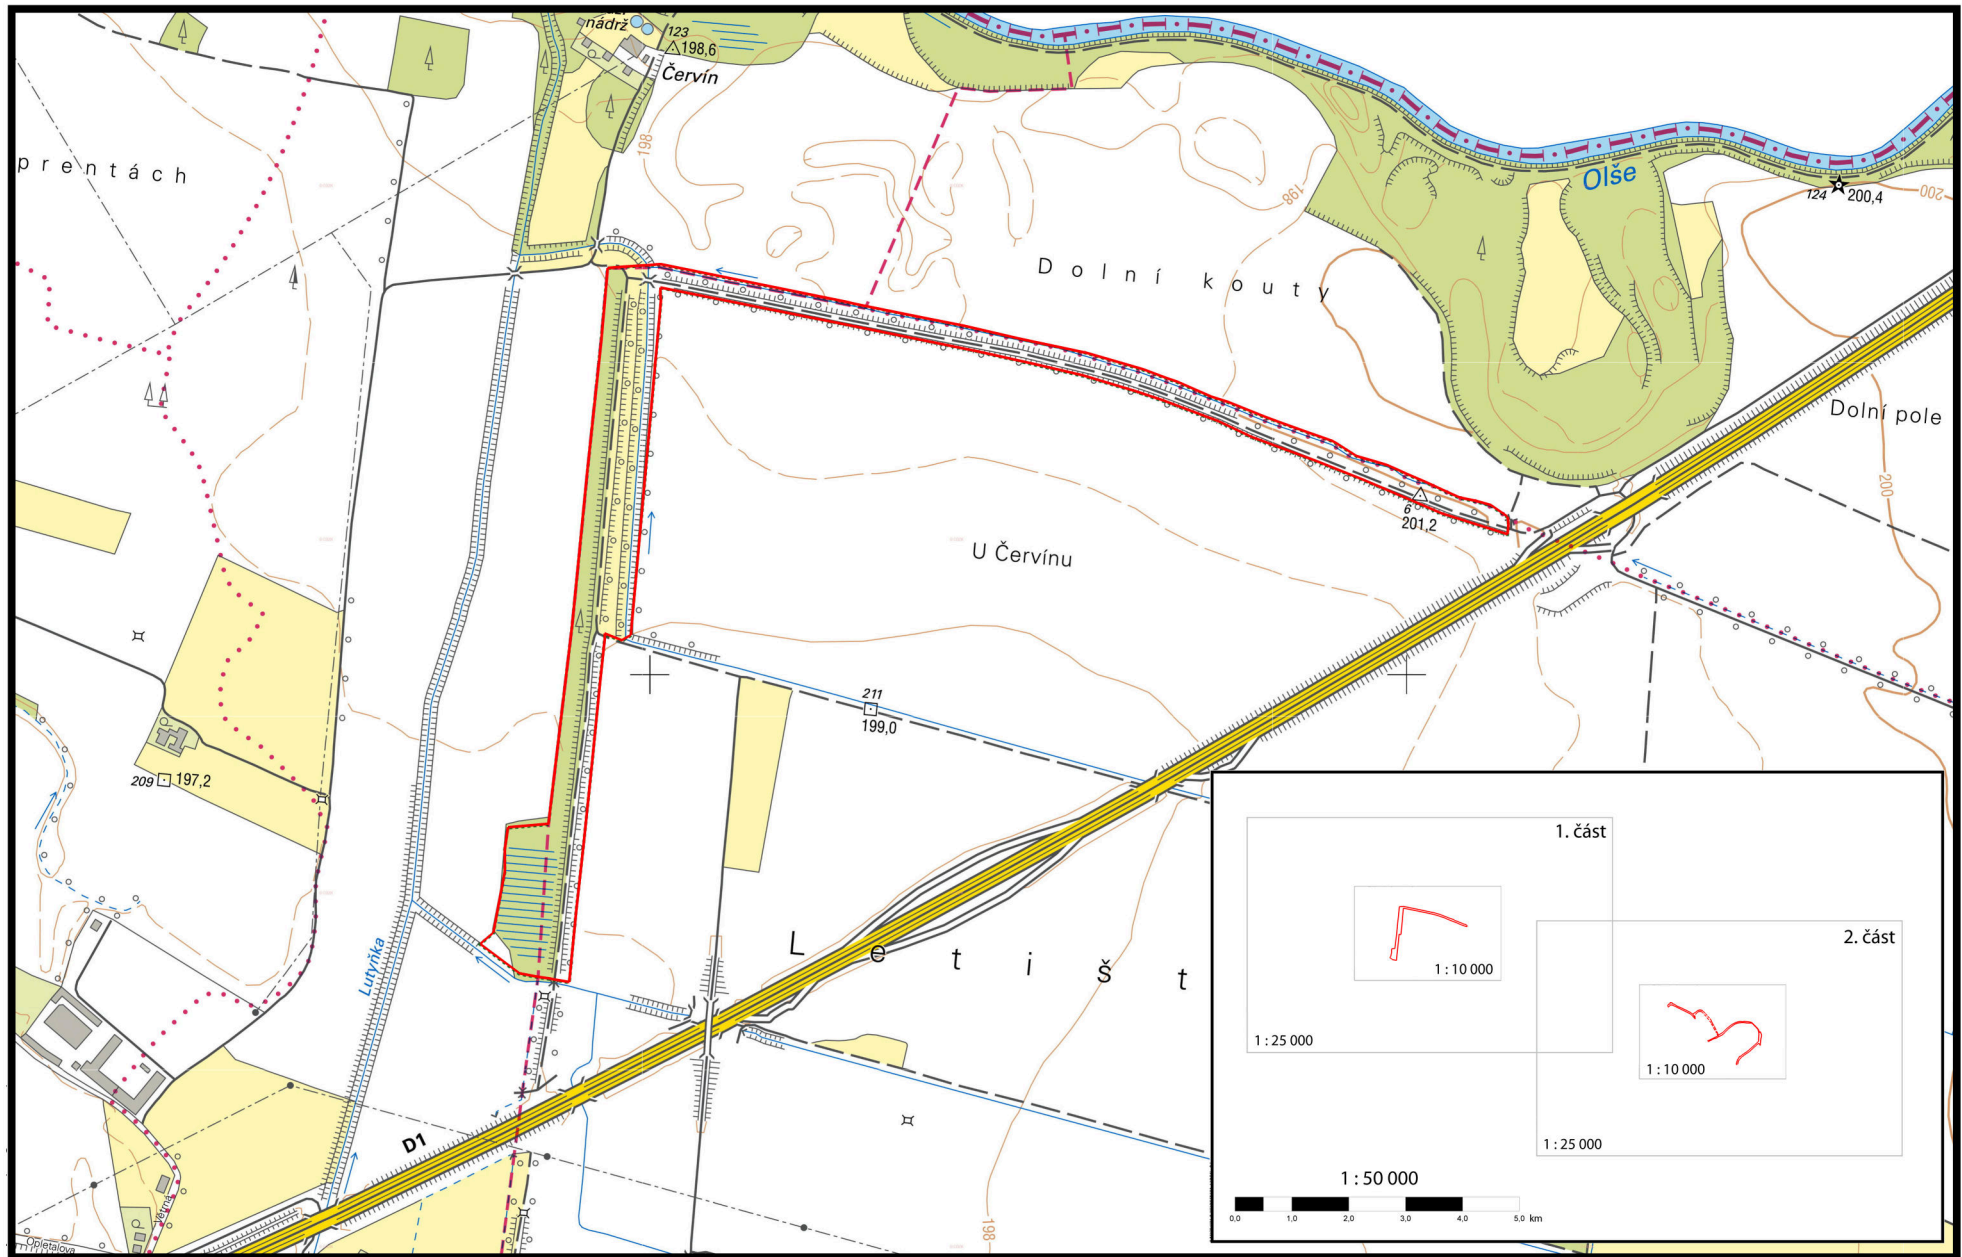 nádrž
123
198,6
Červín
prentách
198
Olše
124
200,4
200
198
Dolní kouty
Dolní pole
6
201,2
200
U Červínu
211
199,0
209
197,2
Letišt
Lutyňka
D1
198
Větrná
Opletalova
1. část
1 : 10 000
1 : 25 000
2. část
1 : 10 000
1 : 25 000
1 : 50 000
0,0 1,0 2,0 3,0 4,0 5,0 km